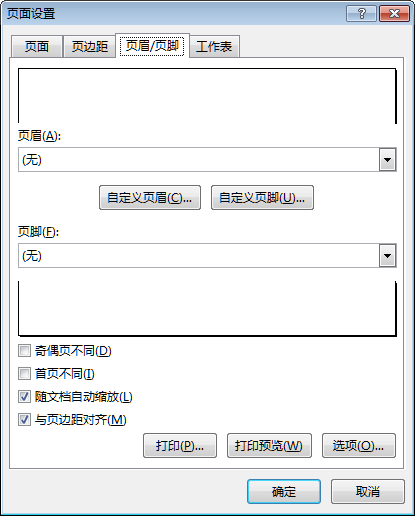 页面设置
页面 页边距 页眉/页脚 工作表
页眉(A):
(无)
自定义页眉(C)... 自定义页脚(U)...
页脚(F):
(无)
奇偶页不同(D)
首页不同(I)
随文档自动缩放(L)
与页边距对齐(M)
打印(P)... 打印预览(W) 选项(O)...
确定 取消